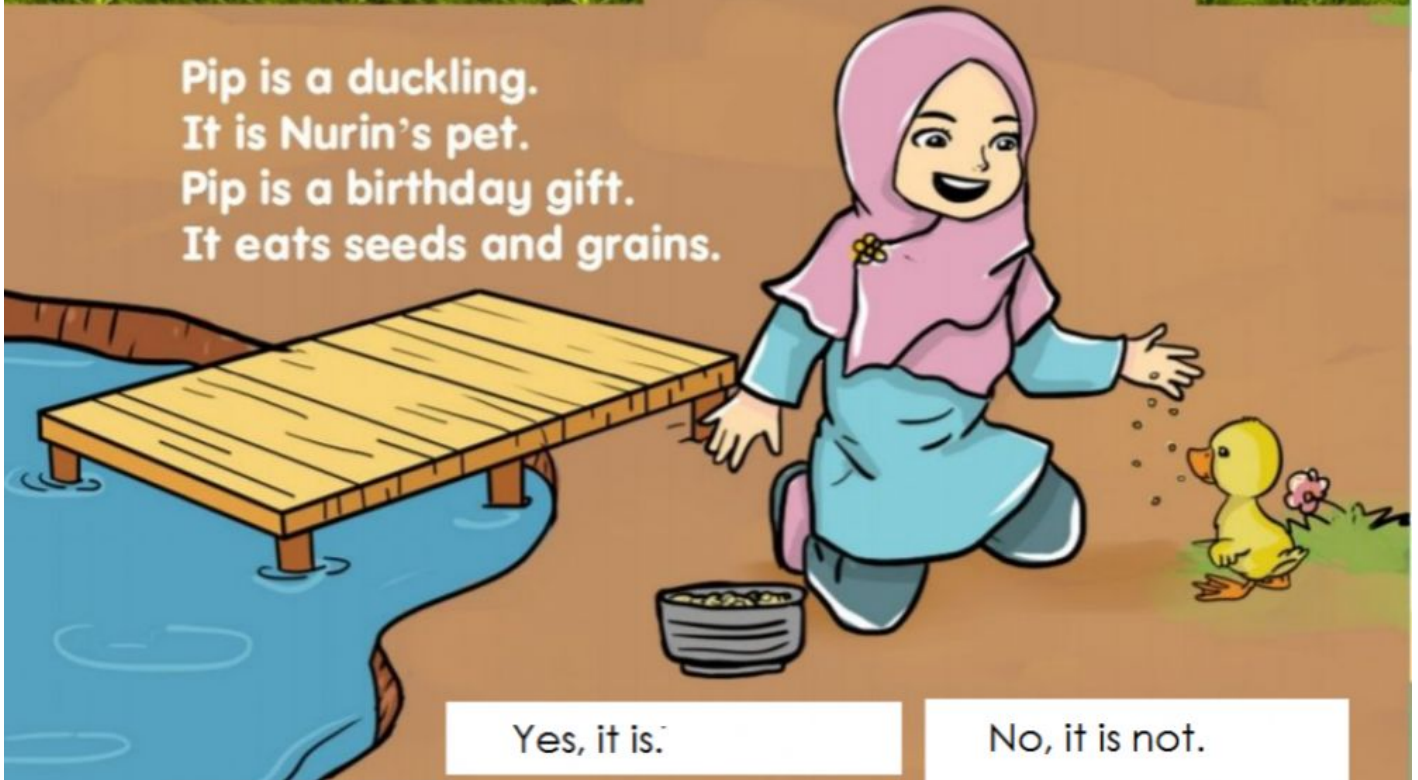 Pip is a duckling.
It is Nurin's pet.
Pip is a birthday gift.
It eats seeds and grains.
Yes, it is.
No, it is not.